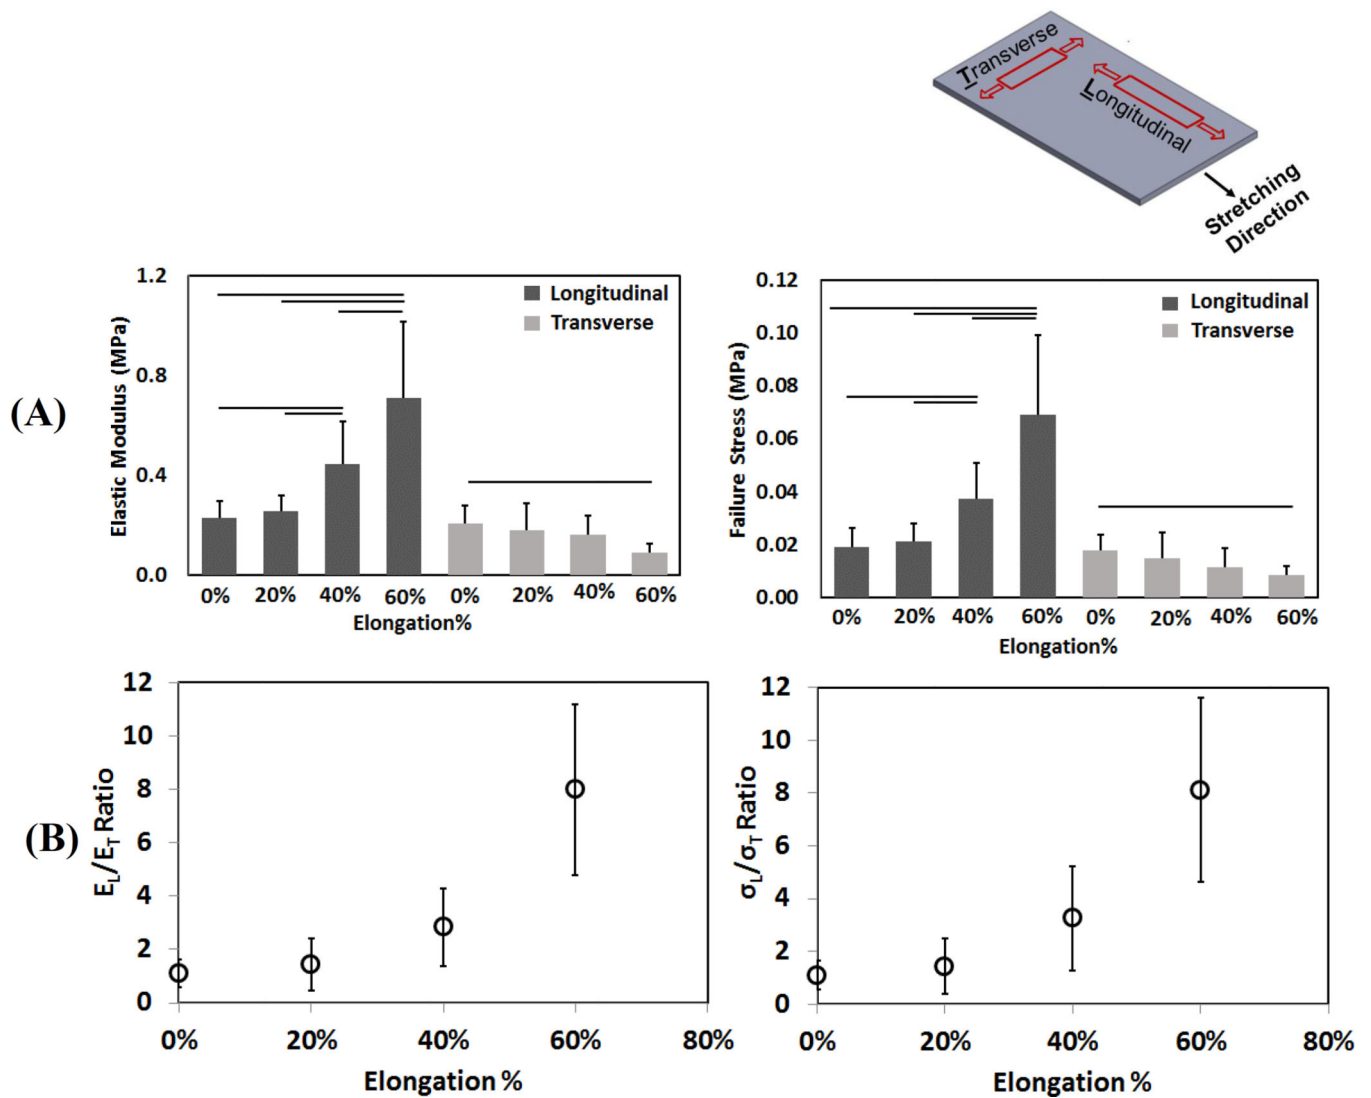 Transverse
Longitudinal
Stretching
Direction
(A)
Elastic Modulus (MPa)
1.2
0.8
0.4
0.0
Longitudinal
Transverse
0% 20% 40% 60% 0% 20% 40% 60%
Elongation%
Failure Stress (MPa)
0.12
0.10
0.08
0.06
0.04
0.02
0.00
Longitudinal
Transverse
0% 20% 40% 60% 0% 20% 40% 60%
Elongation%
(B)
E_L/E_T Ratio
12
10
8
6
4
2
0
0% 20% 40% 60% 80%
Elongation %
σ_L/σ_T Ratio
12
10
8
6
4
2
0
0% 20% 40% 60% 80%
Elongation %